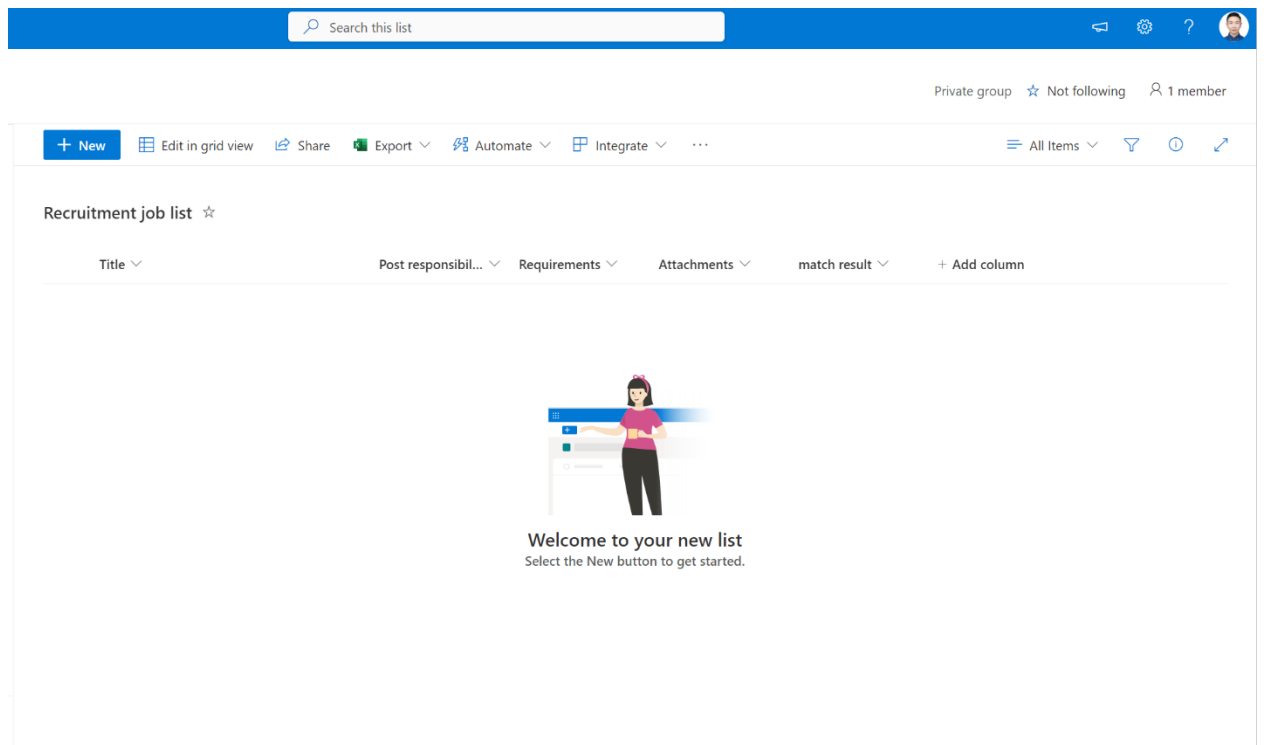 Search this list
?
Private group Not following 1 member
+ New Edit in grid view Share Export Automate Integrate ··· All Items
Recruitment job list
Title Post responsibil... Requirements Attachments match result + Add column
Welcome to your new list
Select the New button to get started.